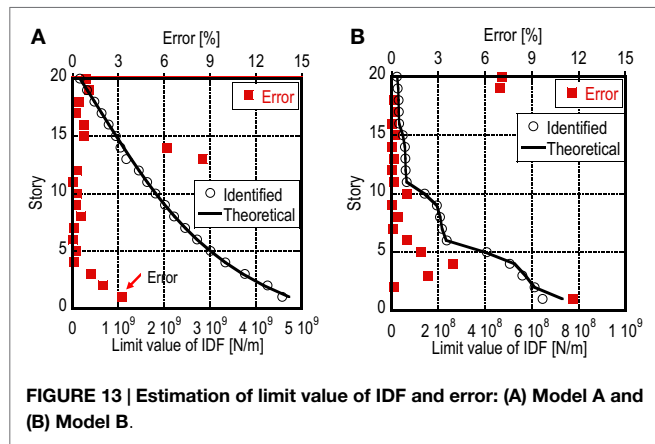 A
Error [%]
0 3 6 9 12 15
20
15
10
5
0
Story
Error
Identified
Theoretical
Error
0 1 10⁹ 2 10⁹ 3 10⁹ 4 10⁹ 5 10⁹
Limit value of IDF [N/m]
B
Error [%]
0 3 6 9 12 15
20
15
10
5
0
Story
Error
Identified
Theoretical
0 2 10⁸ 4 10⁸ 6 10⁸ 8 10⁸ 1 10⁹
Limit value of IDF [N/m]
FIGURE 13 | Estimation of limit value of IDF and error: (A) Model A and
(B) Model B.